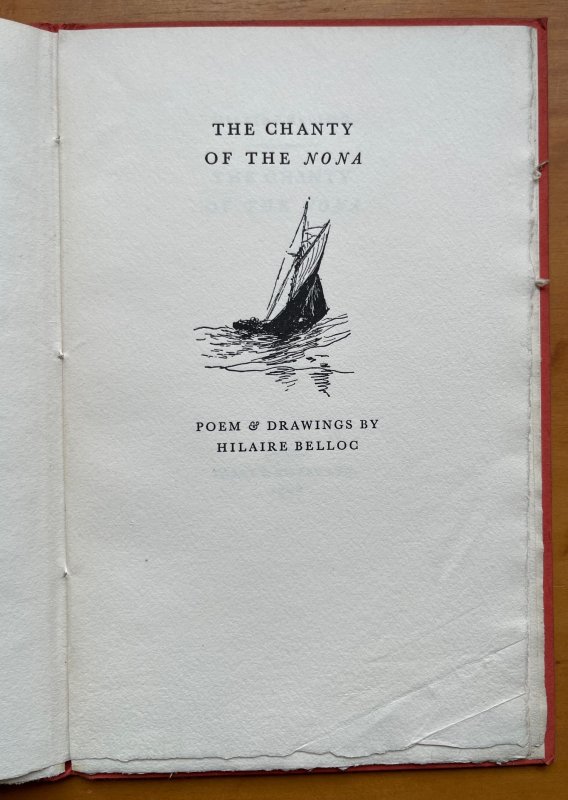 THE CHANTY
OF THE NONA
POEM & DRAWINGS BY
HILAIRE BELLOC